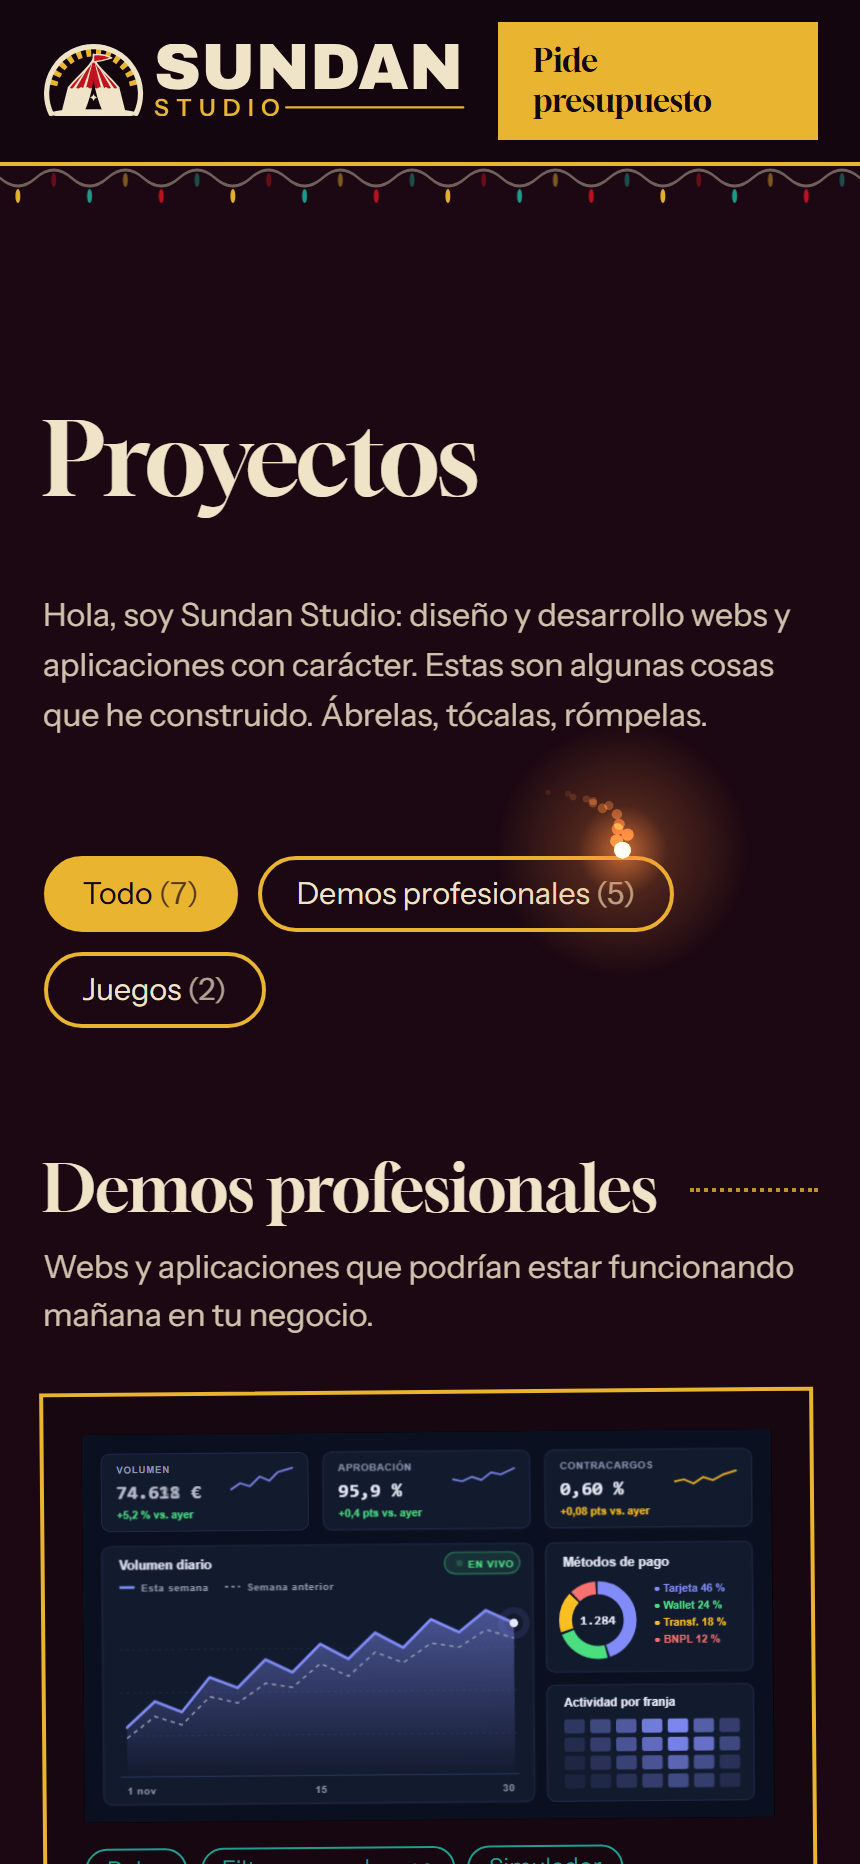 SUNDAN
STUDIO
Pide
presupuesto
Proyectos
Hola, soy Sundan Studio: diseño y desarrollo webs y
aplicaciones con carácter. Estas son algunas cosas
que he construido. Ábrelas, tócalas, rómpelas.
Todo (7)
Demos profesionales (5)
Juegos (2)
Demos profesionales
Webs y aplicaciones que podrían estar funcionando
mañana en tu negocio.
VOLUMEN
74.618 €
+5,2 % vs. ayer
APROBACIÓN
95,9 %
+0,4 pts vs. ayer
CONTRACARGOS
0,60 %
+0,08 pts vs. ayer
Volumen diario
EN VIVO
Esta semana
Semana anterior
1 nov
15
30
Métodos de pago
1.284
Tarjeta 46 %
Wallet 24 %
Transf. 18 %
BNPL 12 %
Actividad por franja
Simulador